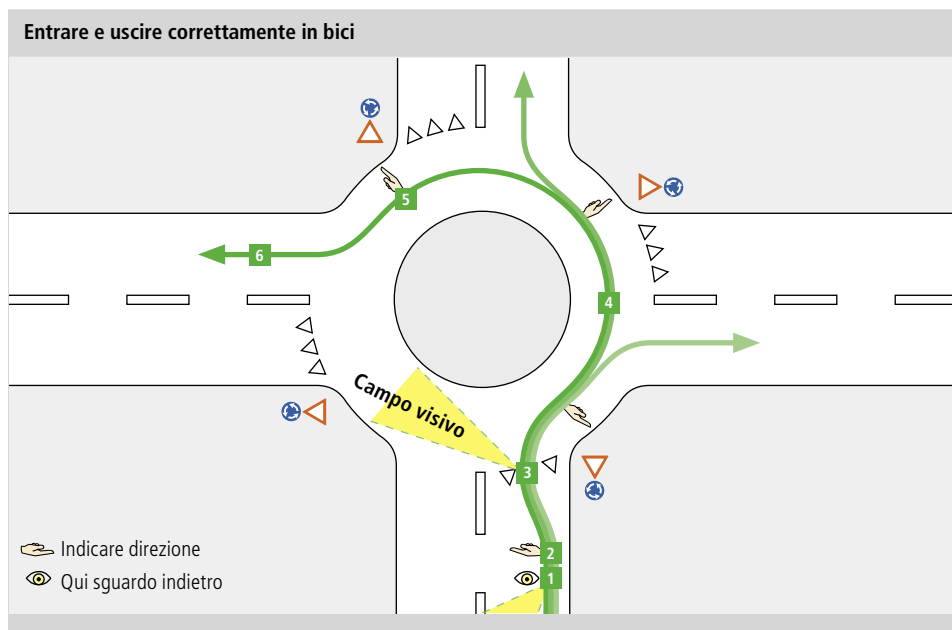 Entrare e uscire correttamente in bici
5
6
4
Campo visivo
3
Indicare direzione
2
Qui sguardo indietro
1